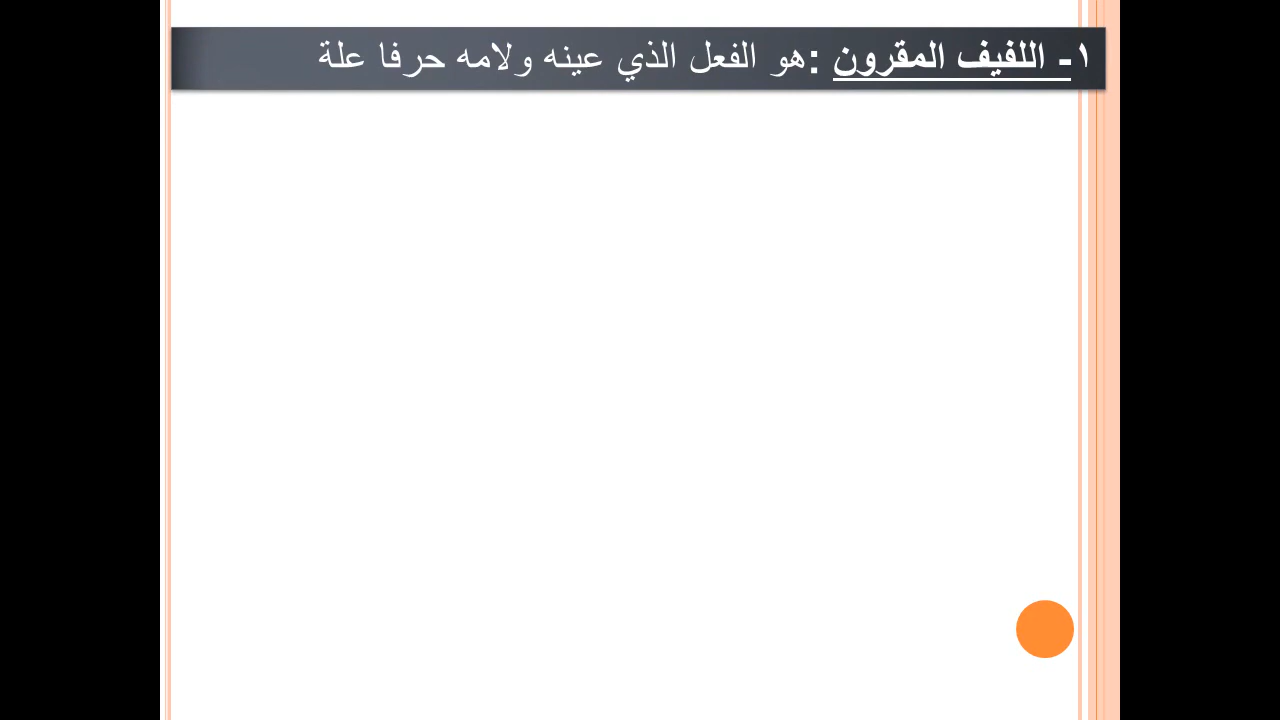 ١- اللفيف المقرون :هو الفعل الذي عينه ولامه حرفا علة